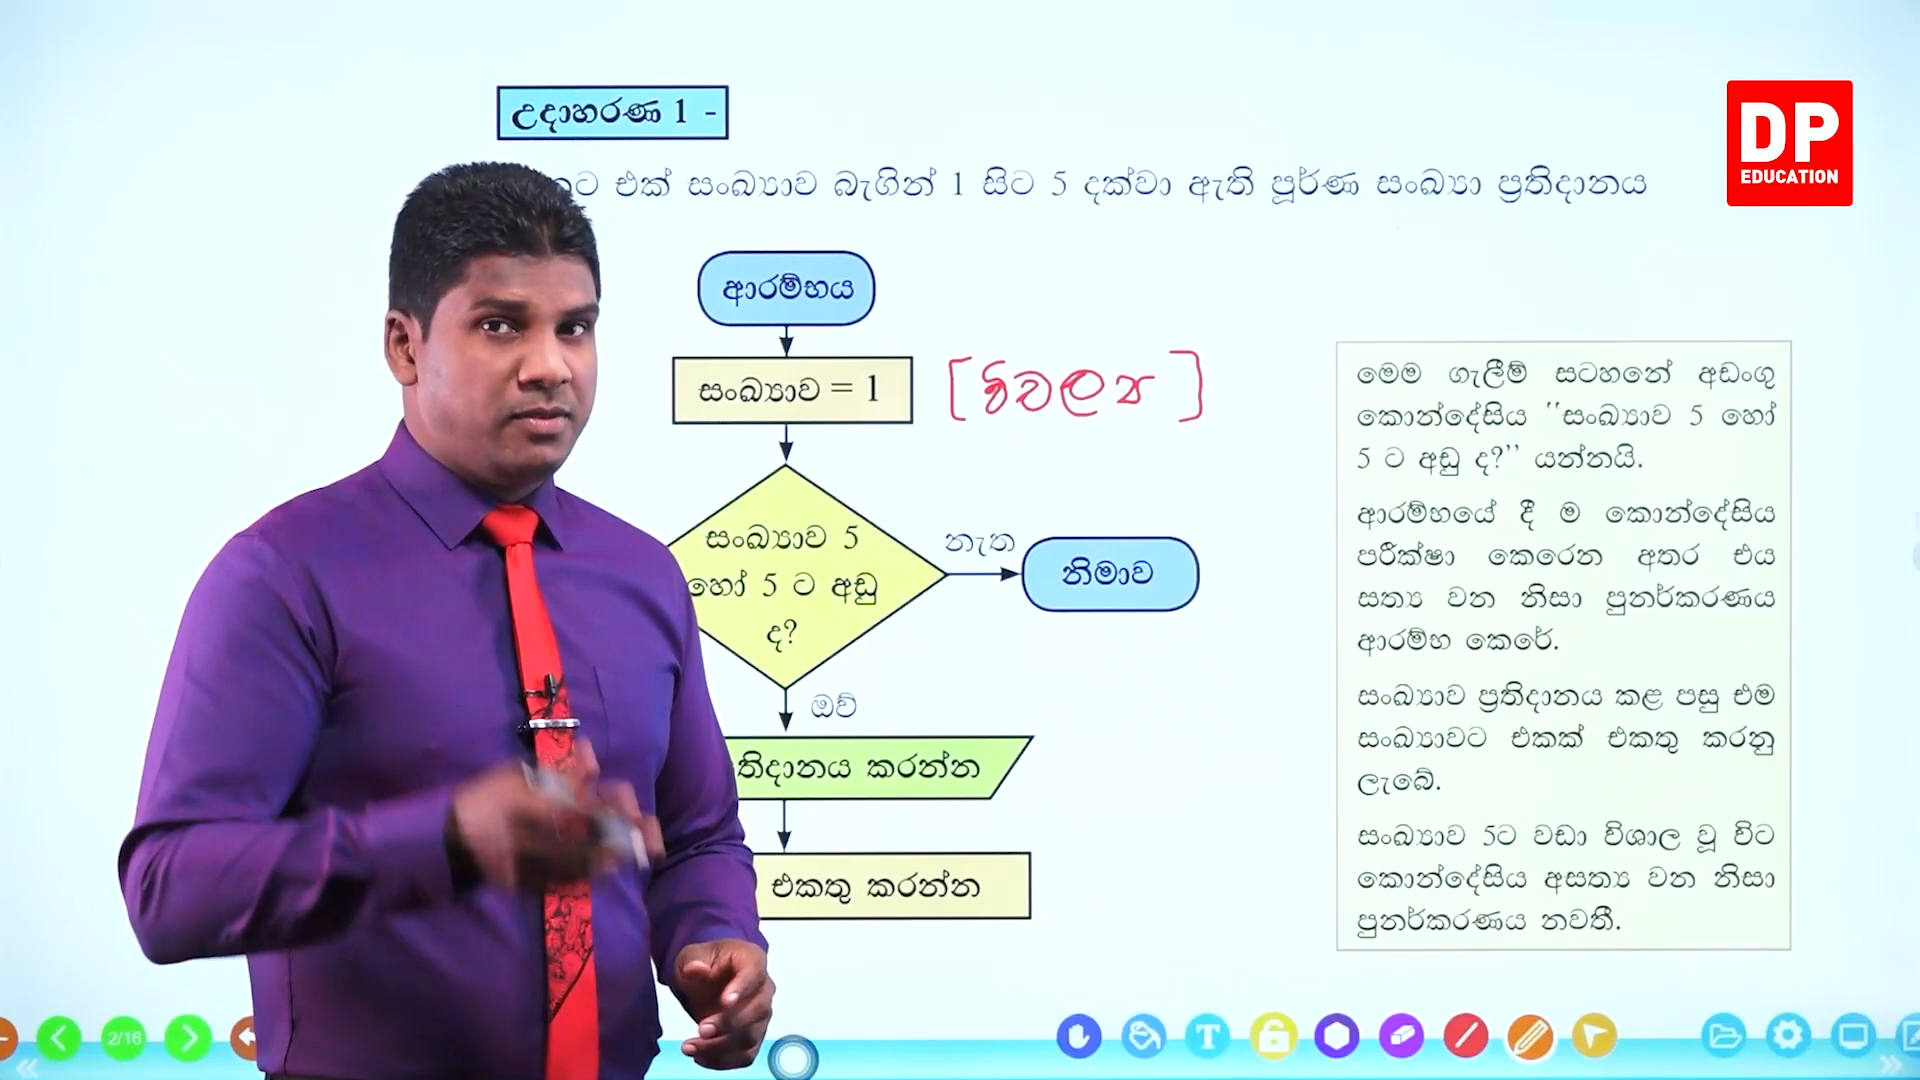 උදාහරණ 1 -
DP
EDUCATION
එක් සංඛ්‍යාව බැගින් 1 සිට 5 දක්වා ඇති පූර්ණ සංඛ්‍යා ප්‍රතිදානය
ආරම්භය
සංඛ්‍යාව = 1
[විචල්‍ය]
සංඛ්‍යාව 5
හෝ 5 ට අඩු
ද?
නැත
නිමාව
ඔව්
කරන්න
එකතු කරන්න
මෙම ගැලීම් සටහනේ අඩංගු
කොන්දේසිය “සංඛ්‍යාව 5 හෝ
5 ට අඩු ද?” යන්නයි.
ආරම්භයේ දී ම කොන්දේසිය
පරීක්ෂා කෙරෙන අතර එය
සත්‍ය වන නිසා පුනර්කරණය
ආරම්භ කෙරේ.
සංඛ්‍යාව ප්‍රතිදානය කළ පසු එම
සංඛ්‍යාවට එකක් එකතු කරනු
ලැබේ.
සංඛ්‍යාව 5ට වඩා විශාල වූ විට
කොන්දේසිය අසත්‍ය වන නිසා
පුනර්කරණය නවතී.
2/16
T